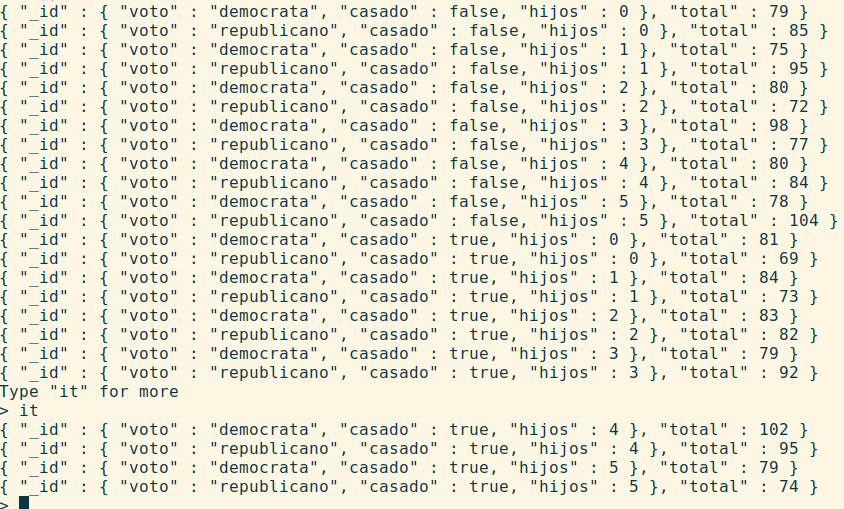 { "_id" : { "voto" : "democrata", "casado" : false, "hijos" : 0 }, "total" : 79 }
{ "_id" : { "voto" : "republicano", "casado" : false, "hijos" : 0 }, "total" : 85 }
{ "_id" : { "voto" : "democrata", "casado" : false, "hijos" : 1 }, "total" : 75 }
{ "_id" : { "voto" : "republicano", "casado" : false, "hijos" : 1 }, "total" : 95 }
{ "_id" : { "voto" : "democrata", "casado" : false, "hijos" : 2 }, "total" : 80 }
{ "_id" : { "voto" : "republicano", "casado" : false, "hijos" : 2 }, "total" : 72 }
{ "_id" : { "voto" : "democrata", "casado" : false, "hijos" : 3 }, "total" : 98 }
{ "_id" : { "voto" : "republicano", "casado" : false, "hijos" : 3 }, "total" : 77 }
{ "_id" : { "voto" : "democrata", "casado" : false, "hijos" : 4 }, "total" : 80 }
{ "_id" : { "voto" : "republicano", "casado" : false, "hijos" : 4 }, "total" : 84 }
{ "_id" : { "voto" : "democrata", "casado" : false, "hijos" : 5 }, "total" : 78 }
{ "_id" : { "voto" : "republicano", "casado" : false, "hijos" : 5 }, "total" : 104 }
{ "_id" : { "voto" : "democrata", "casado" : true, "hijos" : 0 }, "total" : 81 }
{ "_id" : { "voto" : "republicano", "casado" : true, "hijos" : 0 }, "total" : 69 }
{ "_id" : { "voto" : "democrata", "casado" : true, "hijos" : 1 }, "total" : 84 }
{ "_id" : { "voto" : "republicano", "casado" : true, "hijos" : 1 }, "total" : 73 }
{ "_id" : { "voto" : "democrata", "casado" : true, "hijos" : 2 }, "total" : 83 }
{ "_id" : { "voto" : "republicano", "casado" : true, "hijos" : 2 }, "total" : 82 }
{ "_id" : { "voto" : "democrata", "casado" : true, "hijos" : 3 }, "total" : 79 }
{ "_id" : { "voto" : "republicano", "casado" : true, "hijos" : 3 }, "total" : 92 }
Type "it" for more
> it
{ "_id" : { "voto" : "democrata", "casado" : true, "hijos" : 4 }, "total" : 102 }
{ "_id" : { "voto" : "republicano", "casado" : true, "hijos" : 4 }, "total" : 95 }
{ "_id" : { "voto" : "democrata", "casado" : true, "hijos" : 5 }, "total" : 79 }
{ "_id" : { "voto" : "republicano", "casado" : true, "hijos" : 5 }, "total" : 74 }
>